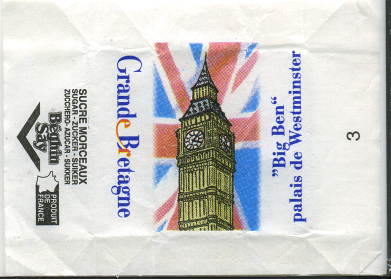 Grande Bretagne
"Big Ben"
palais de Westminster
3
SUCRE MORCEAUX
SUGAR - ZUCKER - SUIKER
ZUCCHERO - AZUCAR - SUKKER
Béghin
Say
PRODUIT
DE
FRANCE